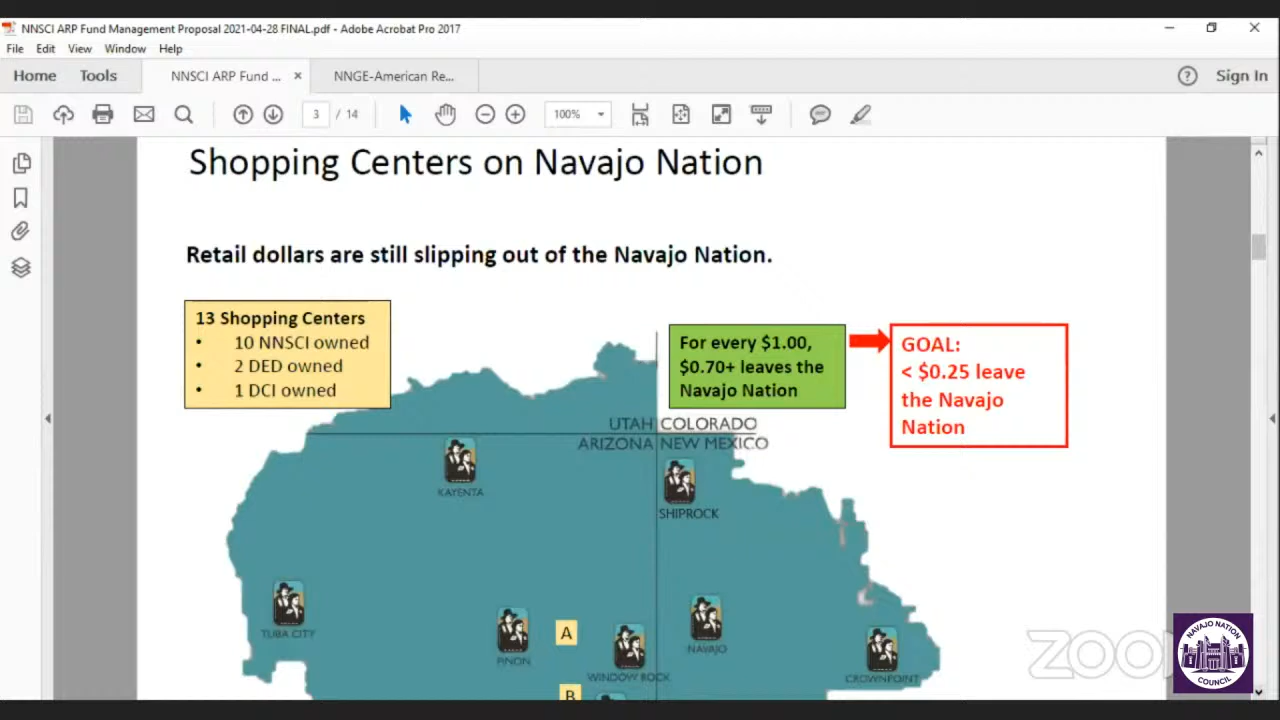 NNSCI ARP Fund Management Proposal 2021-04-28 FINAL.pdf - Adobe Acrobat Pro 2017
File Edit View Window Help
Home Tools NNSCI ARP Fund ... × NNGE-American Re... ? Sign In
3 / 14 100%
Shopping Centers on Navajo Nation
Retail dollars are still slipping out of the Navajo Nation.
13 Shopping Centers
• 10 NNSCI owned
• 2 DED owned
• 1 DCI owned
For every $1.00,
$0.70+ leaves the
Navajo Nation
GOAL:
< $0.25 leave
the Navajo
Nation
UTAH COLORADO
ARIZONA NEW MEXICO
KAYENTA
SHIPROCK
TUBA CITY
PINON
A
WINDOW ROCK
NAVAJO
CROWNPOINT
B
ZOOM
NAVAJO NATION
COUNCIL